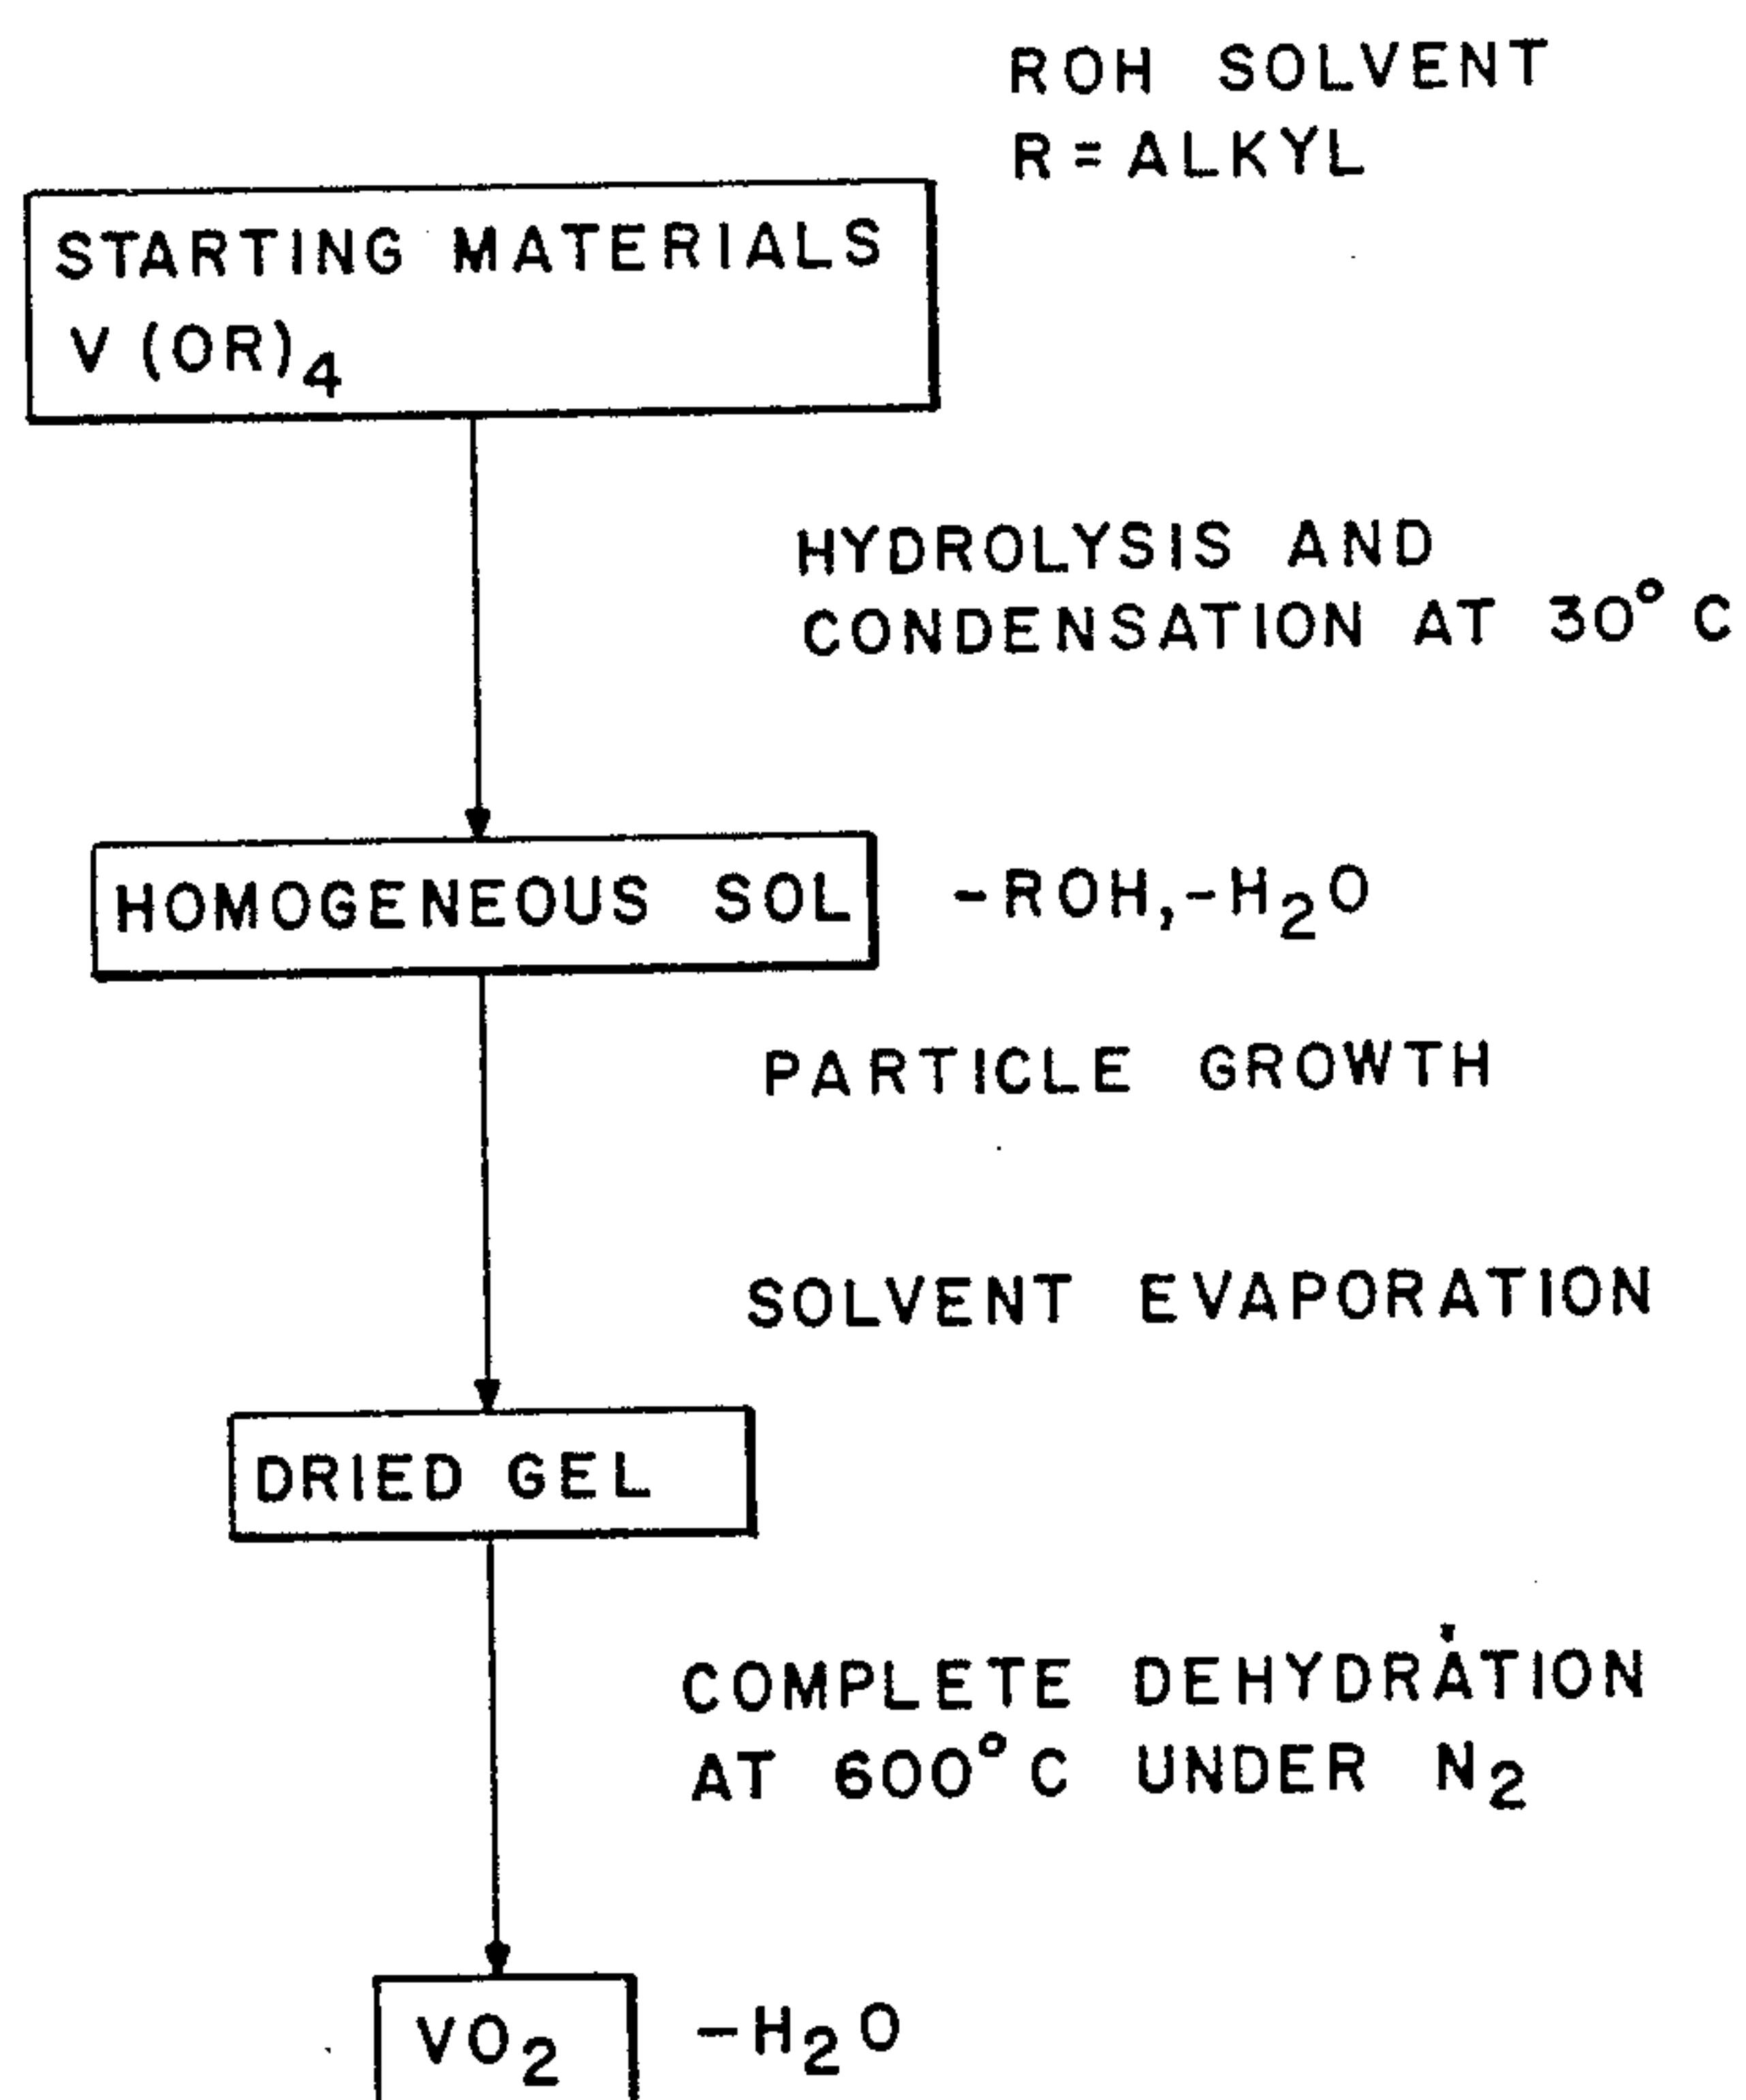 ROH SOLVENT
R=ALKYL
STARTING MATERIALS
V(OR)₄
HYDROLYSIS AND
CONDENSATION AT 30°C
HOMOGENEOUS SOL
-ROH,-H₂O
PARTICLE GROWTH
SOLVENT EVAPORATION
DRIED GEL
COMPLETE DEHYDRATION
AT 600°C UNDER N₂
VO₂
-H₂O